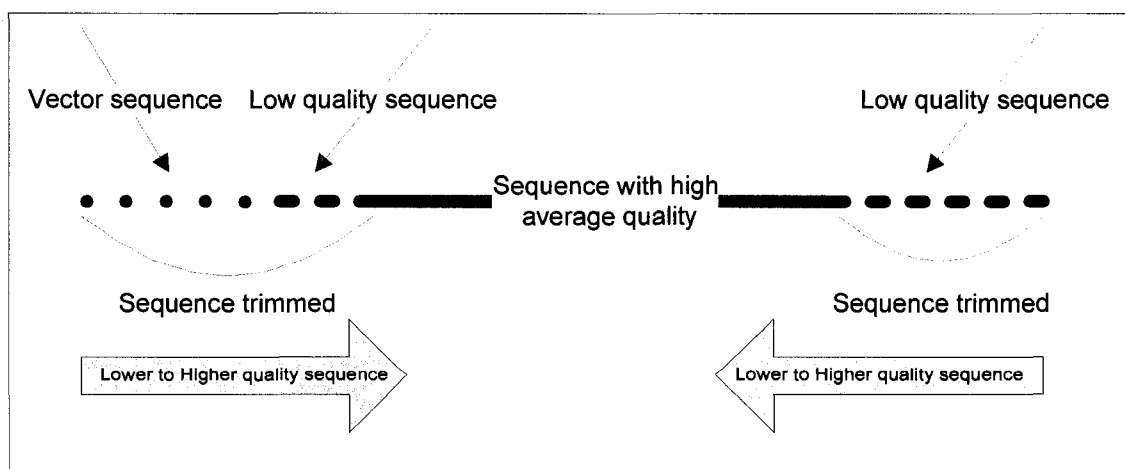 Vector sequence
Low quality sequence
Low quality sequence
Sequence with high
average quality
Sequence trimmed
Sequence trimmed
Lower to Higher quality sequence
Lower to Higher quality sequence